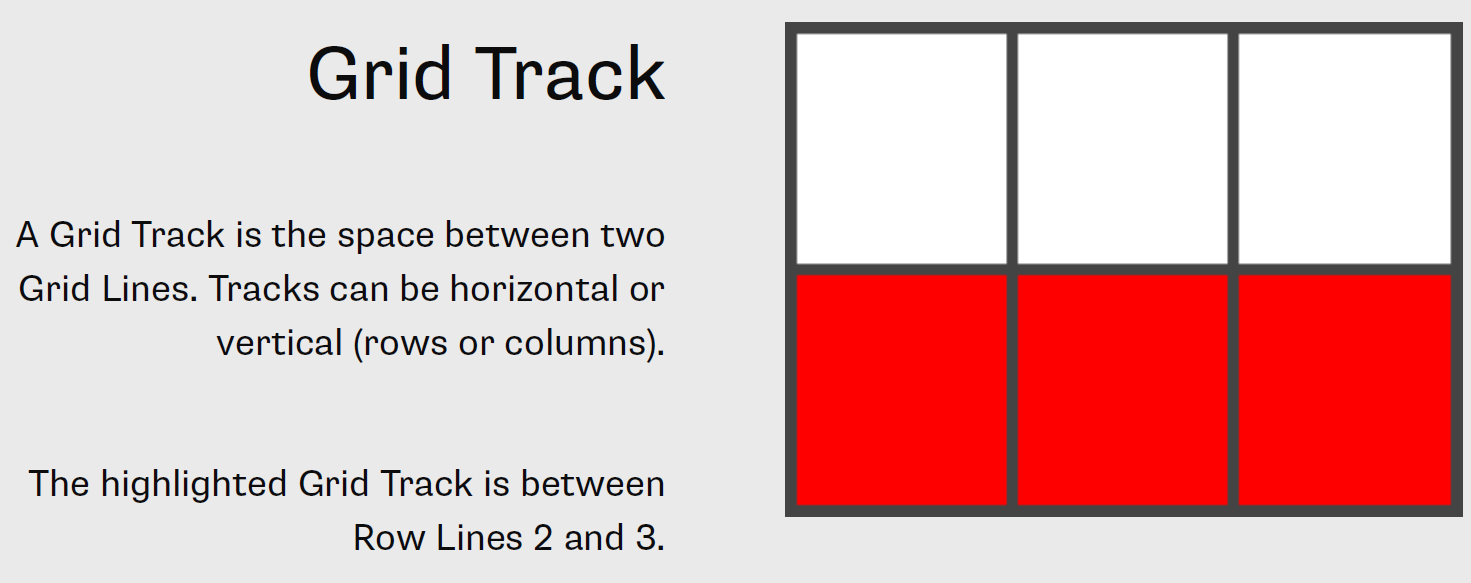 Grid Track
A Grid Track is the space between two
Grid Lines. Tracks can be horizontal or
vertical (rows or columns).
The highlighted Grid Track is between
Row Lines 2 and 3.